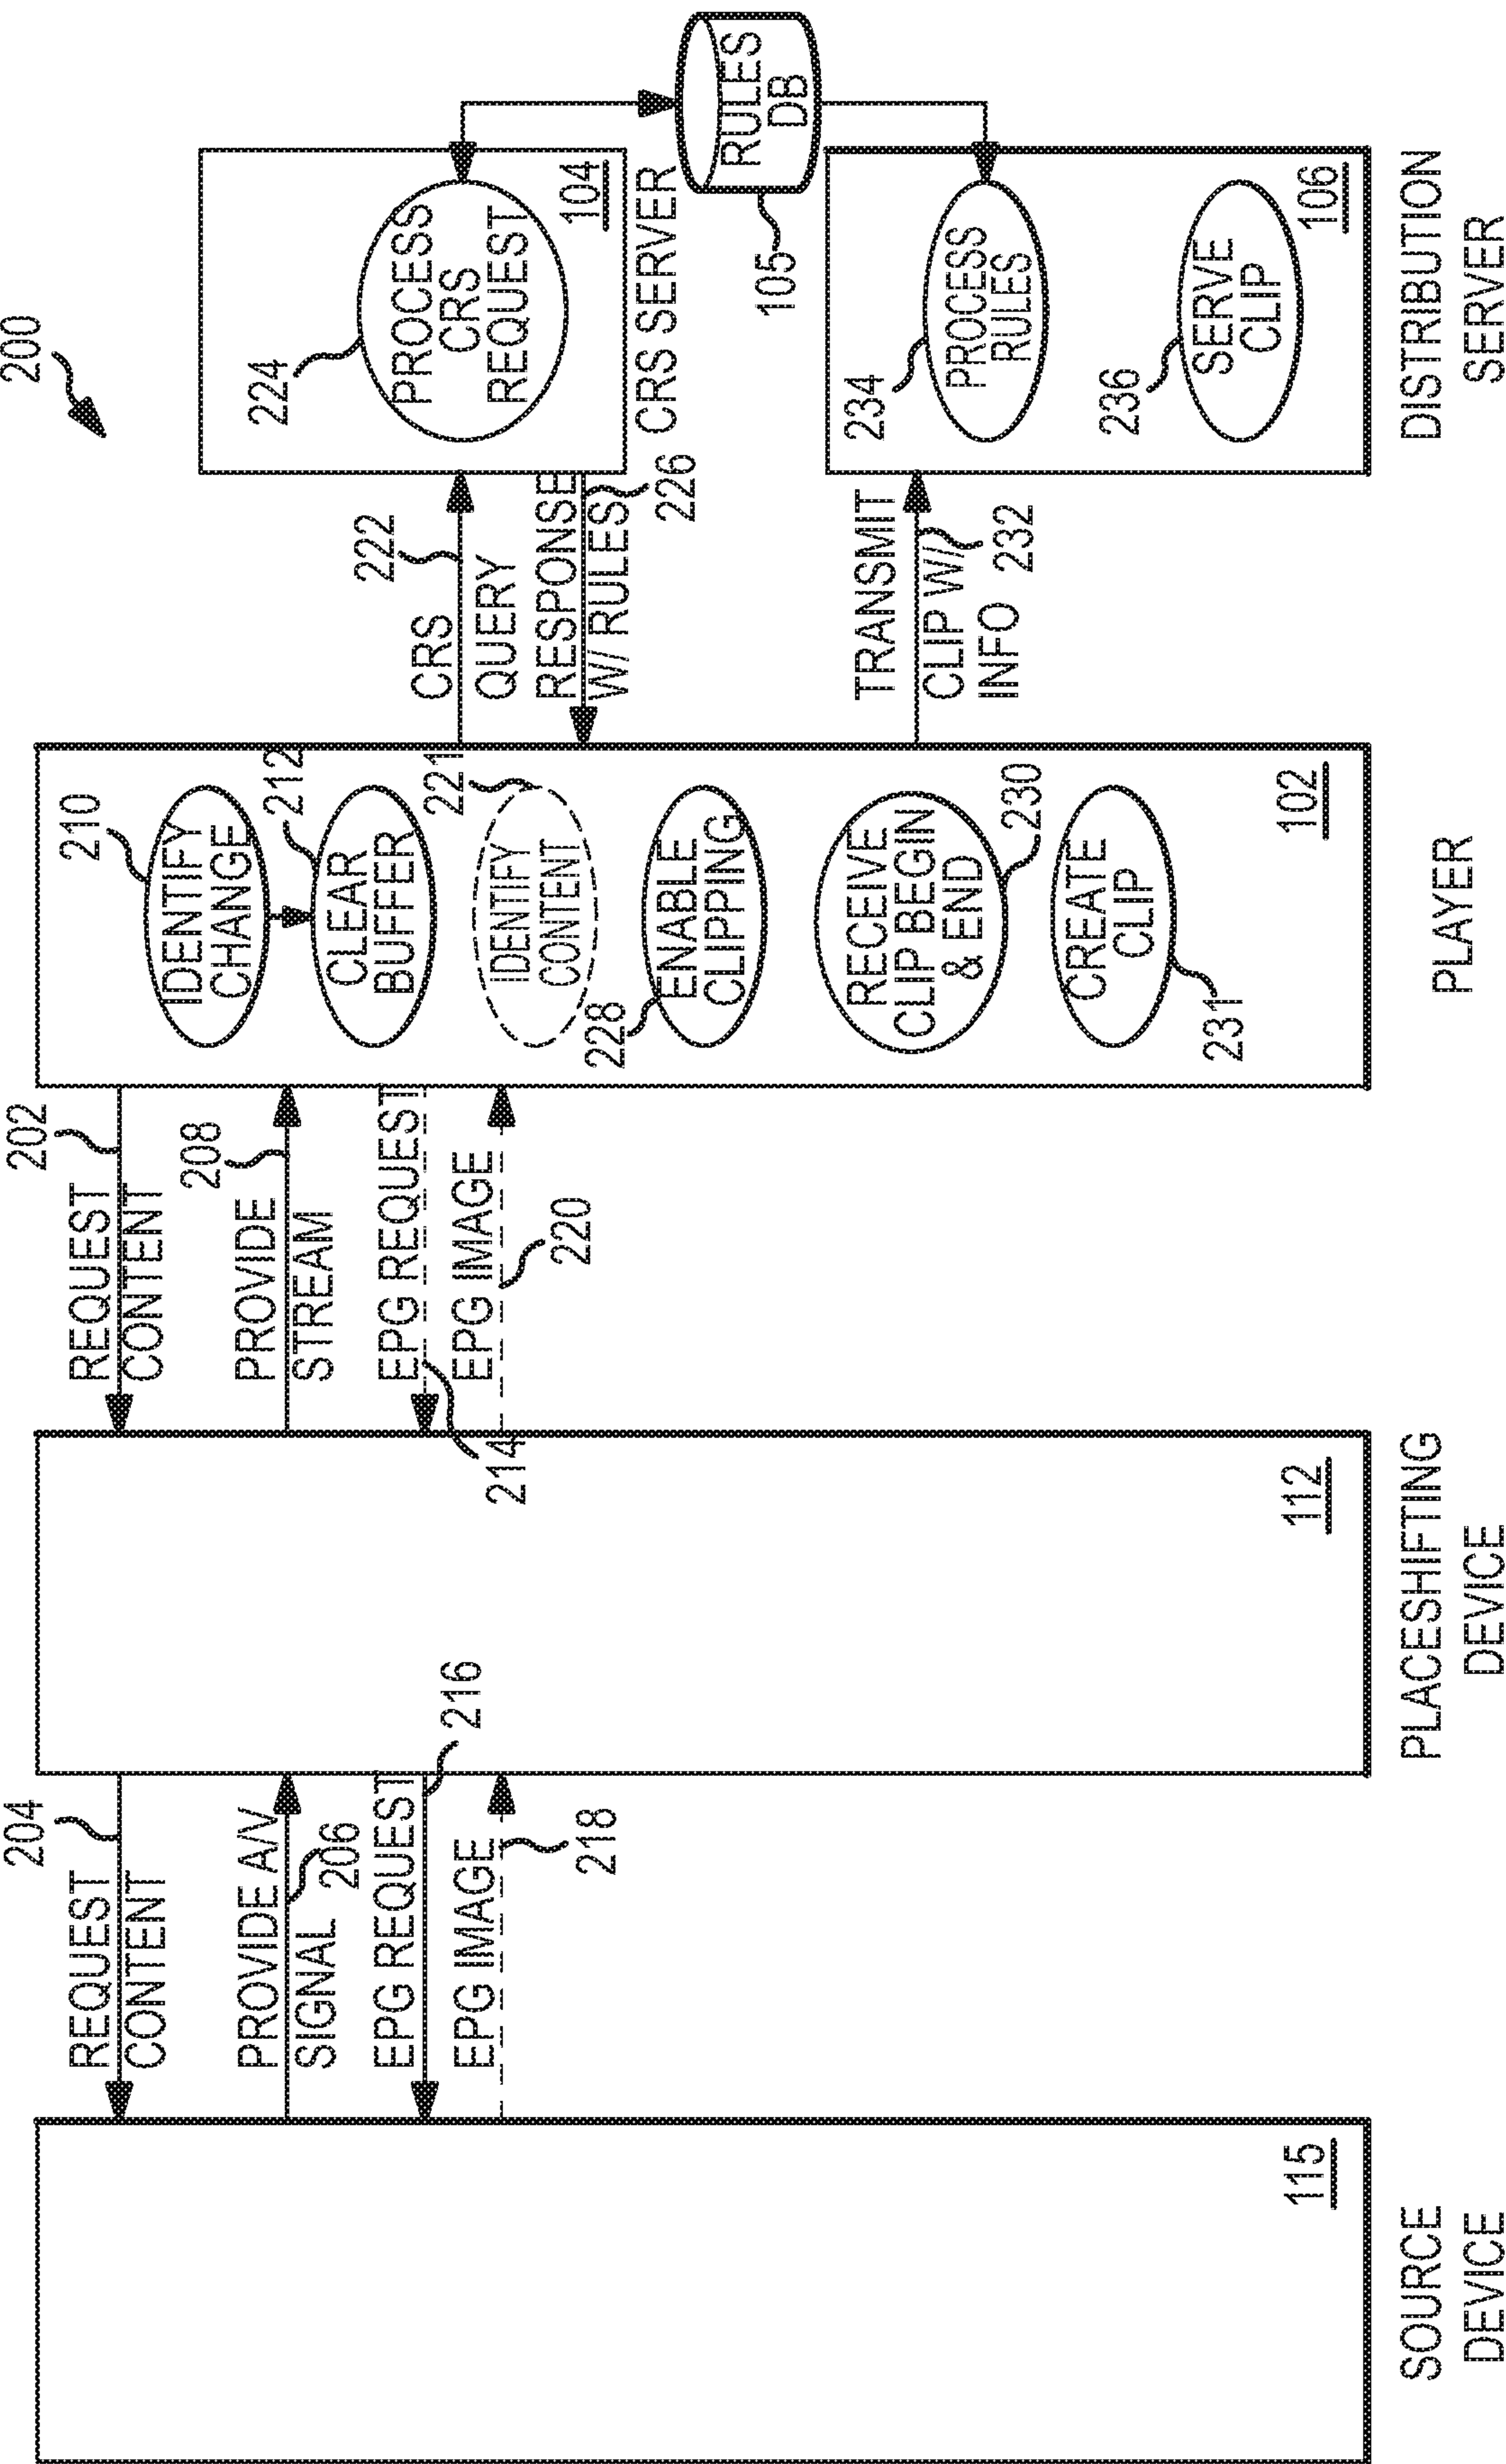 200
204
REQUEST
CONTENT
PROVIDE A/V
SIGNAL
206
EPG REQUEST
216
EPG IMAGE
218
115
SOURCE
DEVICE
202
REQUEST
CONTENT
208
PROVIDE
STREAM
EPG REQUEST
214
EPG IMAGE
220
112
PLACESHIFTING
DEVICE
210
IDENTIFY
CHANGE
212
CLEAR
BUFFER
221
IDENTIFY
CONTENT
228
ENABLE
CLIPPING
RECEIVE
CLIP BEGIN
& END
230
CREATE
CLIP
231
102
PLAYER
222
CRS
QUERY
RESPONSE
W/ RULES
226
TRANSMIT
CLIP W/
INFO
232
224
PROCESS
CRS
REQUEST
104
CRS SERVER
RULES
DB
105
234
PROCESS
RULES
236
SERVE
CLIP
106
DISTRIBUTION
SERVER